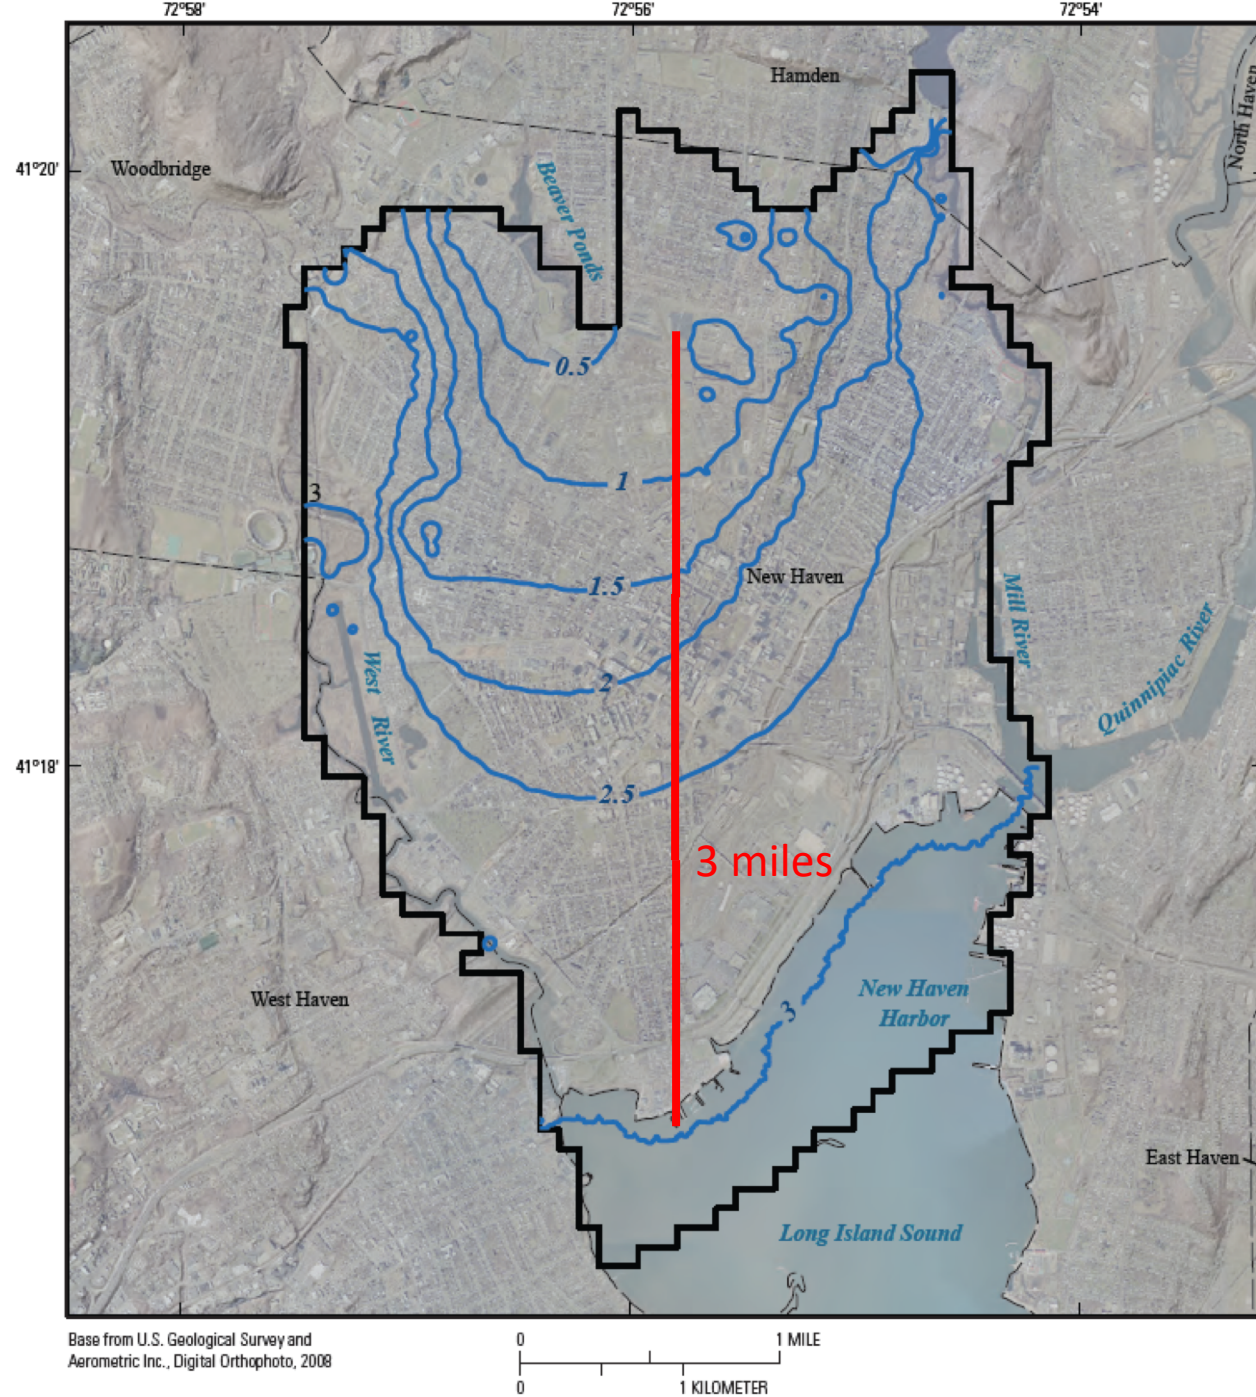 72°58'
72°56'
72°54'
Hamden
North Haven
41°20'
Woodbridge
Beaver Ponds
0.5
1
3
1.5
New Haven
Mill River
West River
2
Quinnipiac River
41°18'
2.5
3 miles
West Haven
New Haven
Harbor
3
East Haven
Long Island Sound
Base from U.S. Geological Survey and
Aerometric Inc., Digital Orthophoto, 2008
0
1 MILE
0
1 KILOMETER